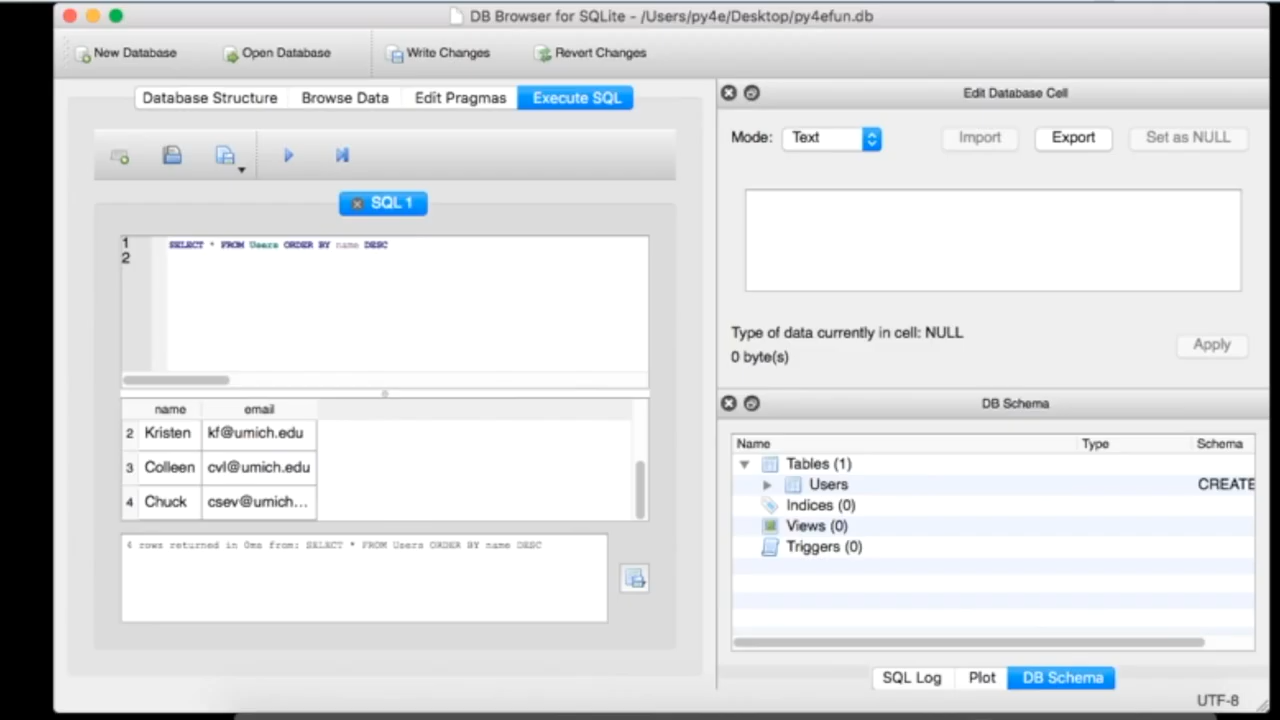 DB Browser for SQLite - /Users/py4e/Desktop/py4efun.db
New Database Open Database Write Changes Revert Changes
Database Structure Browse Data Edit Pragmas Execute SQL
SQL 1
1 SELECT * FROM Users ORDER BY name DESC
2
name email
2 Kristen kf@umich.edu
3 Colleen cvl@umich.edu
4 Chuck csev@umich...
4 rows returned in 0ms from: SELECT * FROM Users ORDER BY name DESC
Edit Database Cell
Mode: Text Import Export Set as NULL
Type of data currently in cell: NULL
0 byte(s)
Apply
DB Schema
Name Type Schema
Tables (1)
Users CREATE
Indices (0)
Views (0)
Triggers (0)
SQL Log Plot DB Schema
UTF-8